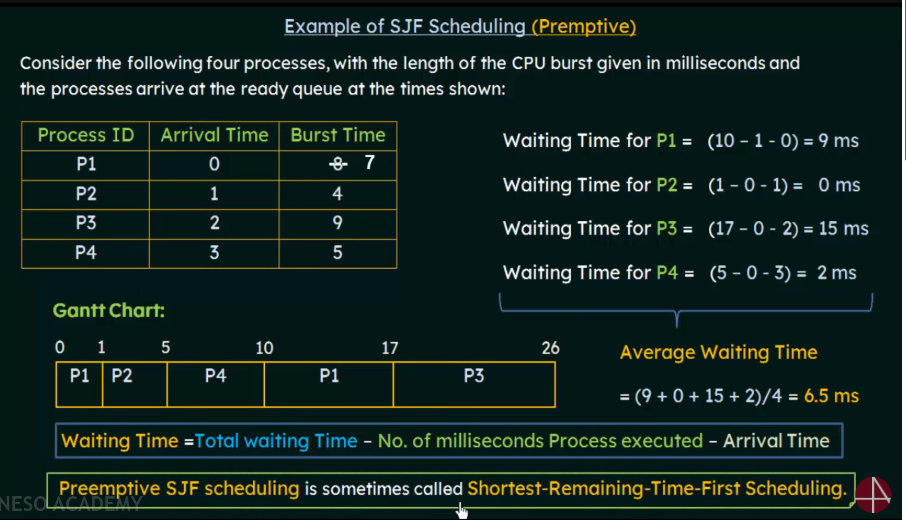 Example of SJF Scheduling (Premptive)
Consider the following four processes, with the length of the CPU burst given in milliseconds and
the processes arrive at the ready queue at the times shown:
Process ID Arrival Time Burst Time
P1 0 8 7
P2 1 4
P3 2 9
P4 3 5
Waiting Time for P1 = (10 – 1 - 0) = 9 ms
Waiting Time for P2 = (1 – 0 - 1) = 0 ms
Waiting Time for P3 = (17 – 0 - 2) = 15 ms
Waiting Time for P4 = (5 – 0 - 3) = 2 ms
Gantt Chart:
0 1 5 10 17 26
P1 P2 P4 P1 P3
Average Waiting Time
= (9 + 0 + 15 + 2)/4 = 6.5 ms
Waiting Time =Total waiting Time – No. of milliseconds Process executed – Arrival Time
Preemptive SJF scheduling is sometimes called Shortest-Remaining-Time-First Scheduling.
NESO ACADEMY